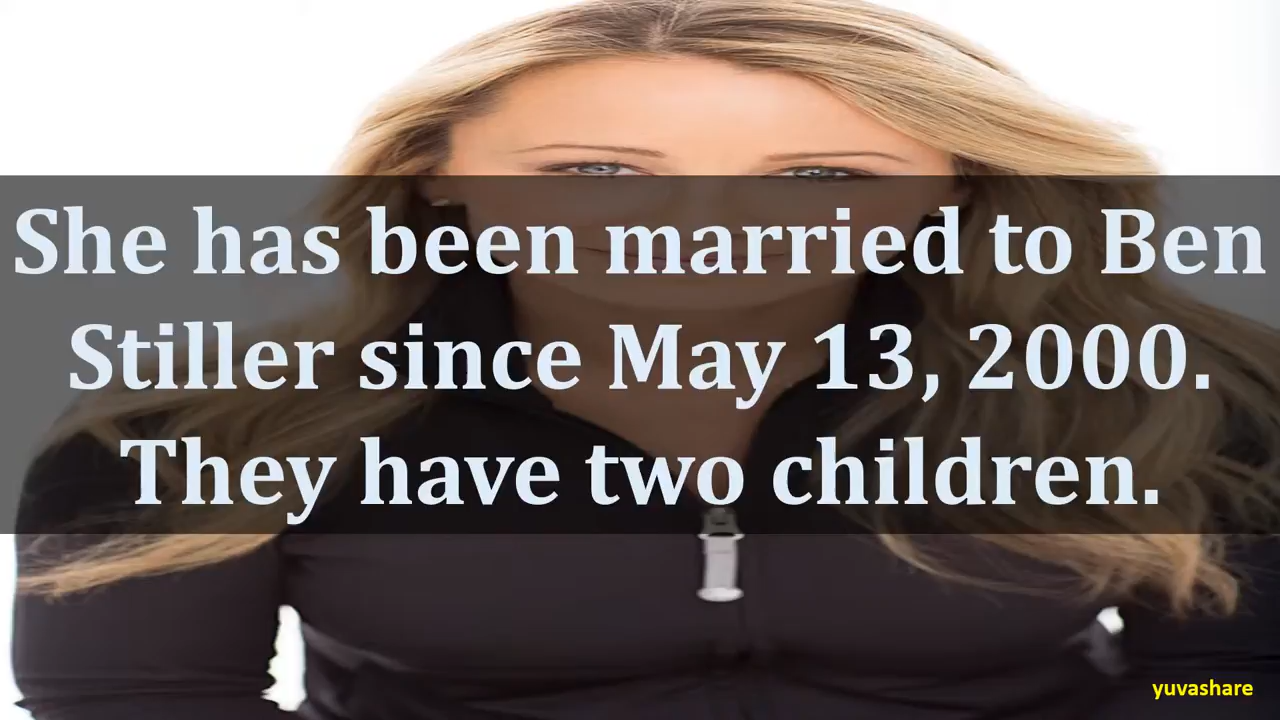 She has been married to Ben
Stiller since May 13, 2000.
They have two children.
yuvashare